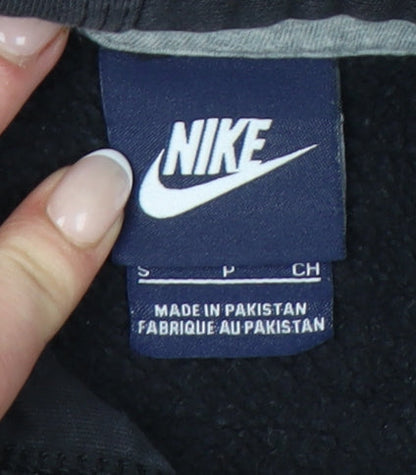 NIKE
S P CH
MADE IN PAKISTAN
FABRIQUE AU PAKISTAN